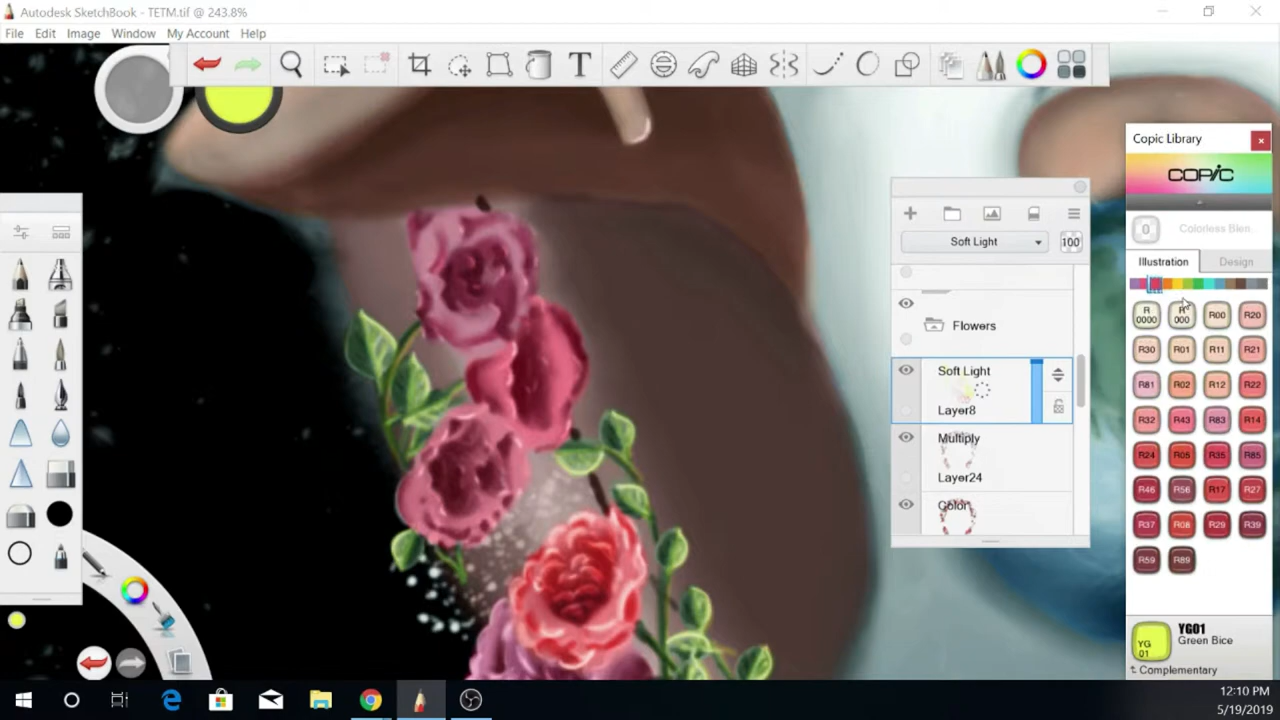 Autodesk SketchBook - TETM.tif @ 243.8%
File Edit Image Window My Account Help
T
Copic Library
COPIC
0 Colorless Blen.
Illustration Design
R0000 R000 R00 R20
R30 R01 R11 R21
R81 R02 R12 R22
R32 R43 R83 R14
R24 R05 R35 R85
R46 R56 R17 R27
R37 R08 R29 R39
R59 R89
YG 01
YG01
Green Bice
Complementary
Soft Light 100
Flowers
Soft Light
Layer8
Multiply
Layer24
Color
12:10 PM
5/19/2019